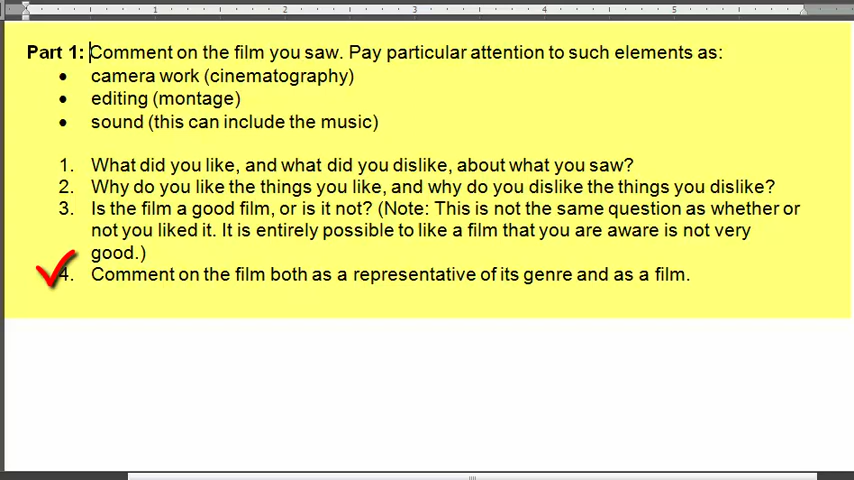 1
2
3
4
5
Part 1: Comment on the film you saw. Pay particular attention to such elements as:
• camera work (cinematography)
• editing (montage)
• sound (this can include the music)
1. What did you like, and what did you dislike, about what you saw?
2. Why do you like the things you like, and why do you dislike the things you dislike?
3. Is the film a good film, or is it not? (Note: This is not the same question as whether or
not you liked it. It is entirely possible to like a film that you are aware is not very
good.)
4. Comment on the film both as a representative of its genre and as a film.